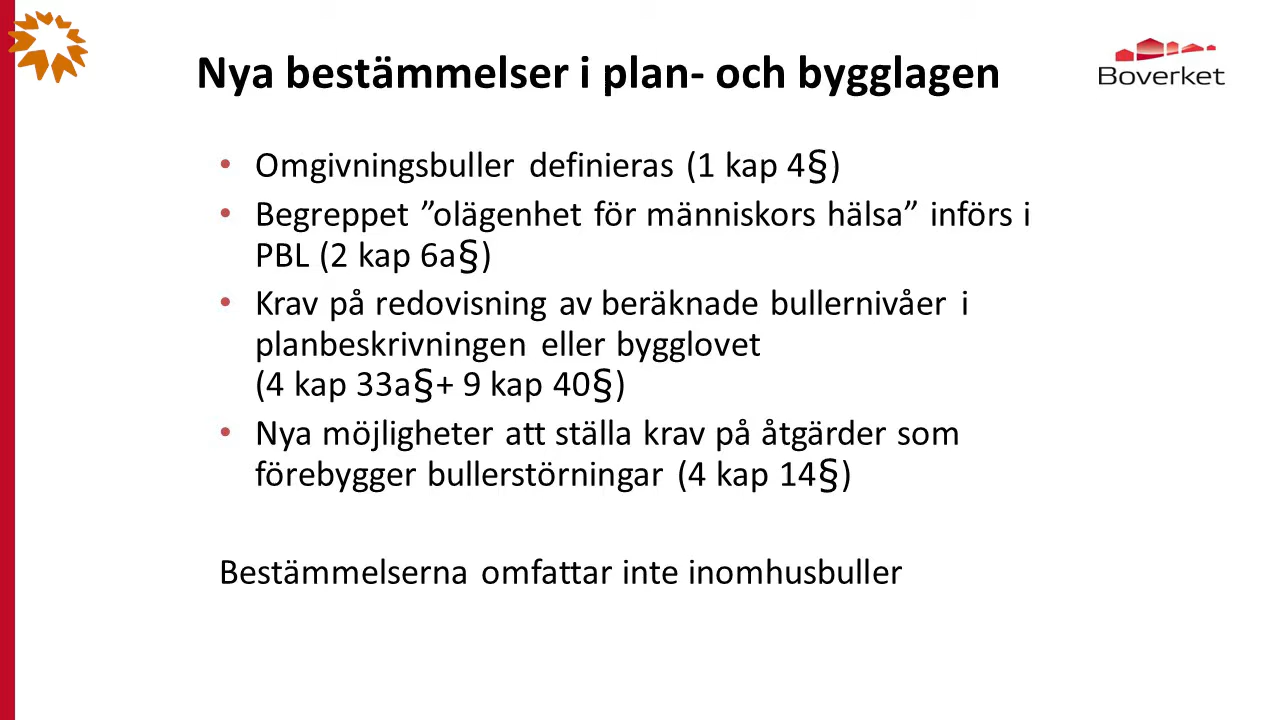 Nya bestämmelser i plan- och bygglagen
Boverket
• Omgivningsbuller definieras (1 kap 4§)
• Begreppet ”olägenhet för människors hälsa” införs i
PBL (2 kap 6a§)
• Krav på redovisning av beräknade bullernivåer i
planbeskrivningen eller bygglovet
(4 kap 33a§+ 9 kap 40§)
• Nya möjligheter att ställa krav på åtgärder som
förebygger bullerstörningar (4 kap 14§)
Bestämmelserna omfattar inte inomhusbuller